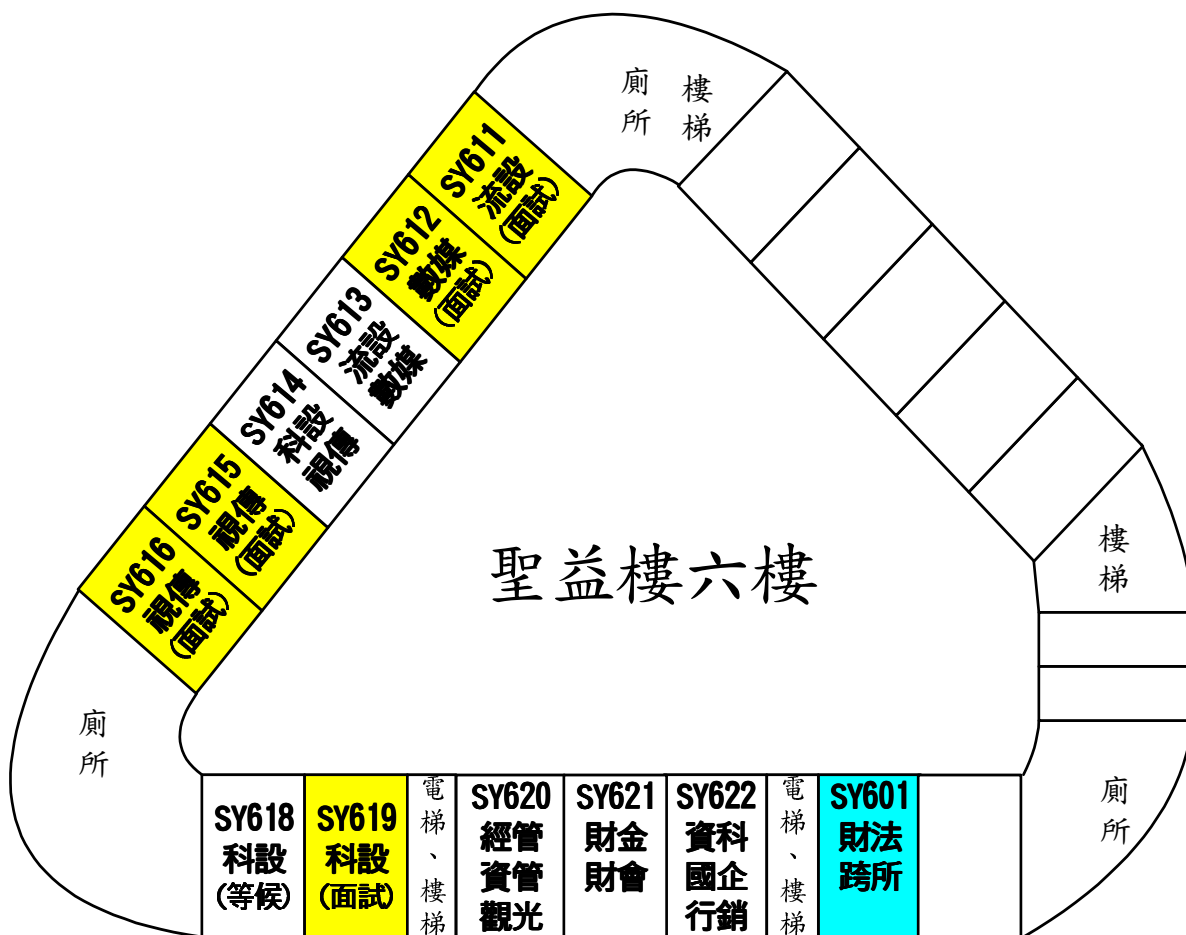 廁所
樓梯
SY611
流設
(面試)
SY612
數媒
(面試)
SY613
流設
數媒
SY614
科設
視傳
SY615
視傳
(面試)
SY616
視傳
(面試)
聖益樓六樓
樓梯
廁所
廁所
SY618
科設
(等候)
SY619
科設
(面試)
電梯、樓梯
SY620
經管
資管
觀光
SY621
財金
財會
SY622
資科
國企
行銷
電梯、樓梯
SY601
財法
跨所